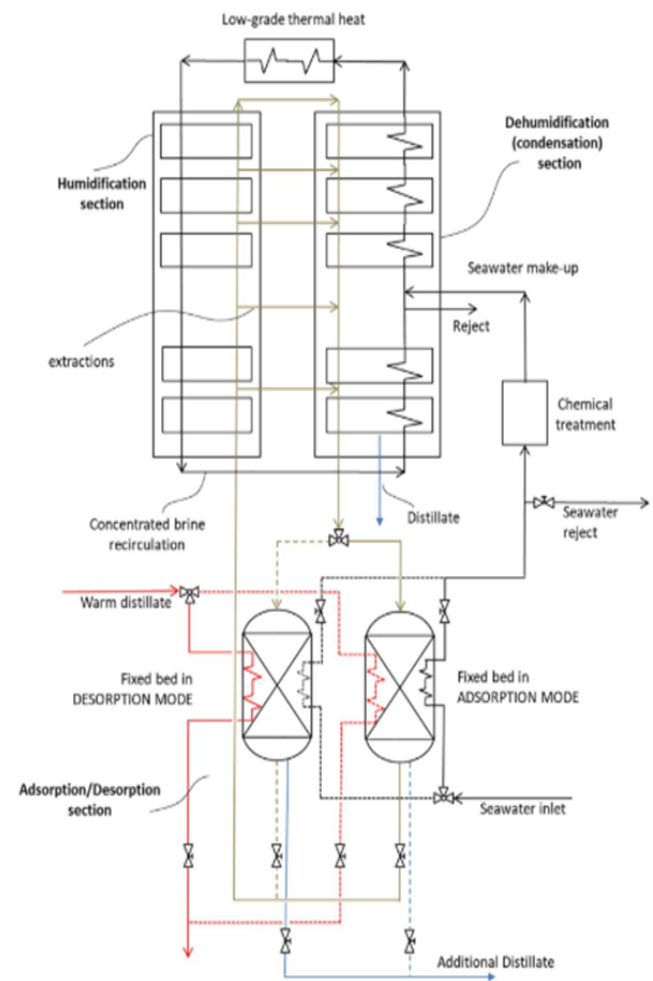 Low-grade thermal heat
Dehumidification
(condensation)
section
Humidification
section
Seawater make-up
Reject
extractions
Chemical
treatment
Concentrated brine
recirculation
Distillate
Seawater
reject
Warm distillate
Fixed bed in
DESORPTION MODE
Fixed bed in
ADSORPTION MODE
Adsorption/Desorption
section
Seawater inlet
Additional Distillate